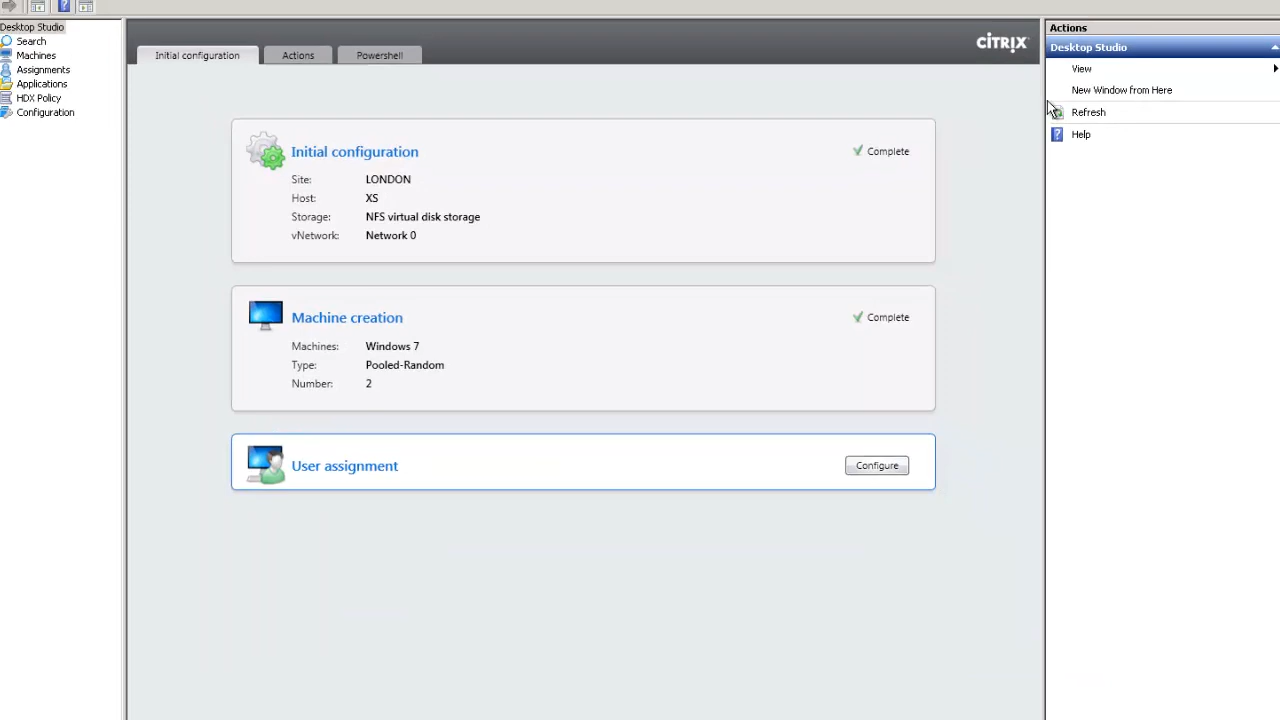 Desktop Studio
Search
Machines
Assignments
Applications
HDX Policy
Configuration
Initial configuration
Actions
Powershell
CITRIX
Initial configuration
Complete
Site: LONDON
Host: XS
Storage: NFS virtual disk storage
vNetwork: Network 0
Machine creation
Complete
Machines: Windows 7
Type: Pooled-Random
Number: 2
User assignment
Configure
Actions
Desktop Studio
View
New Window from Here
Refresh
Help